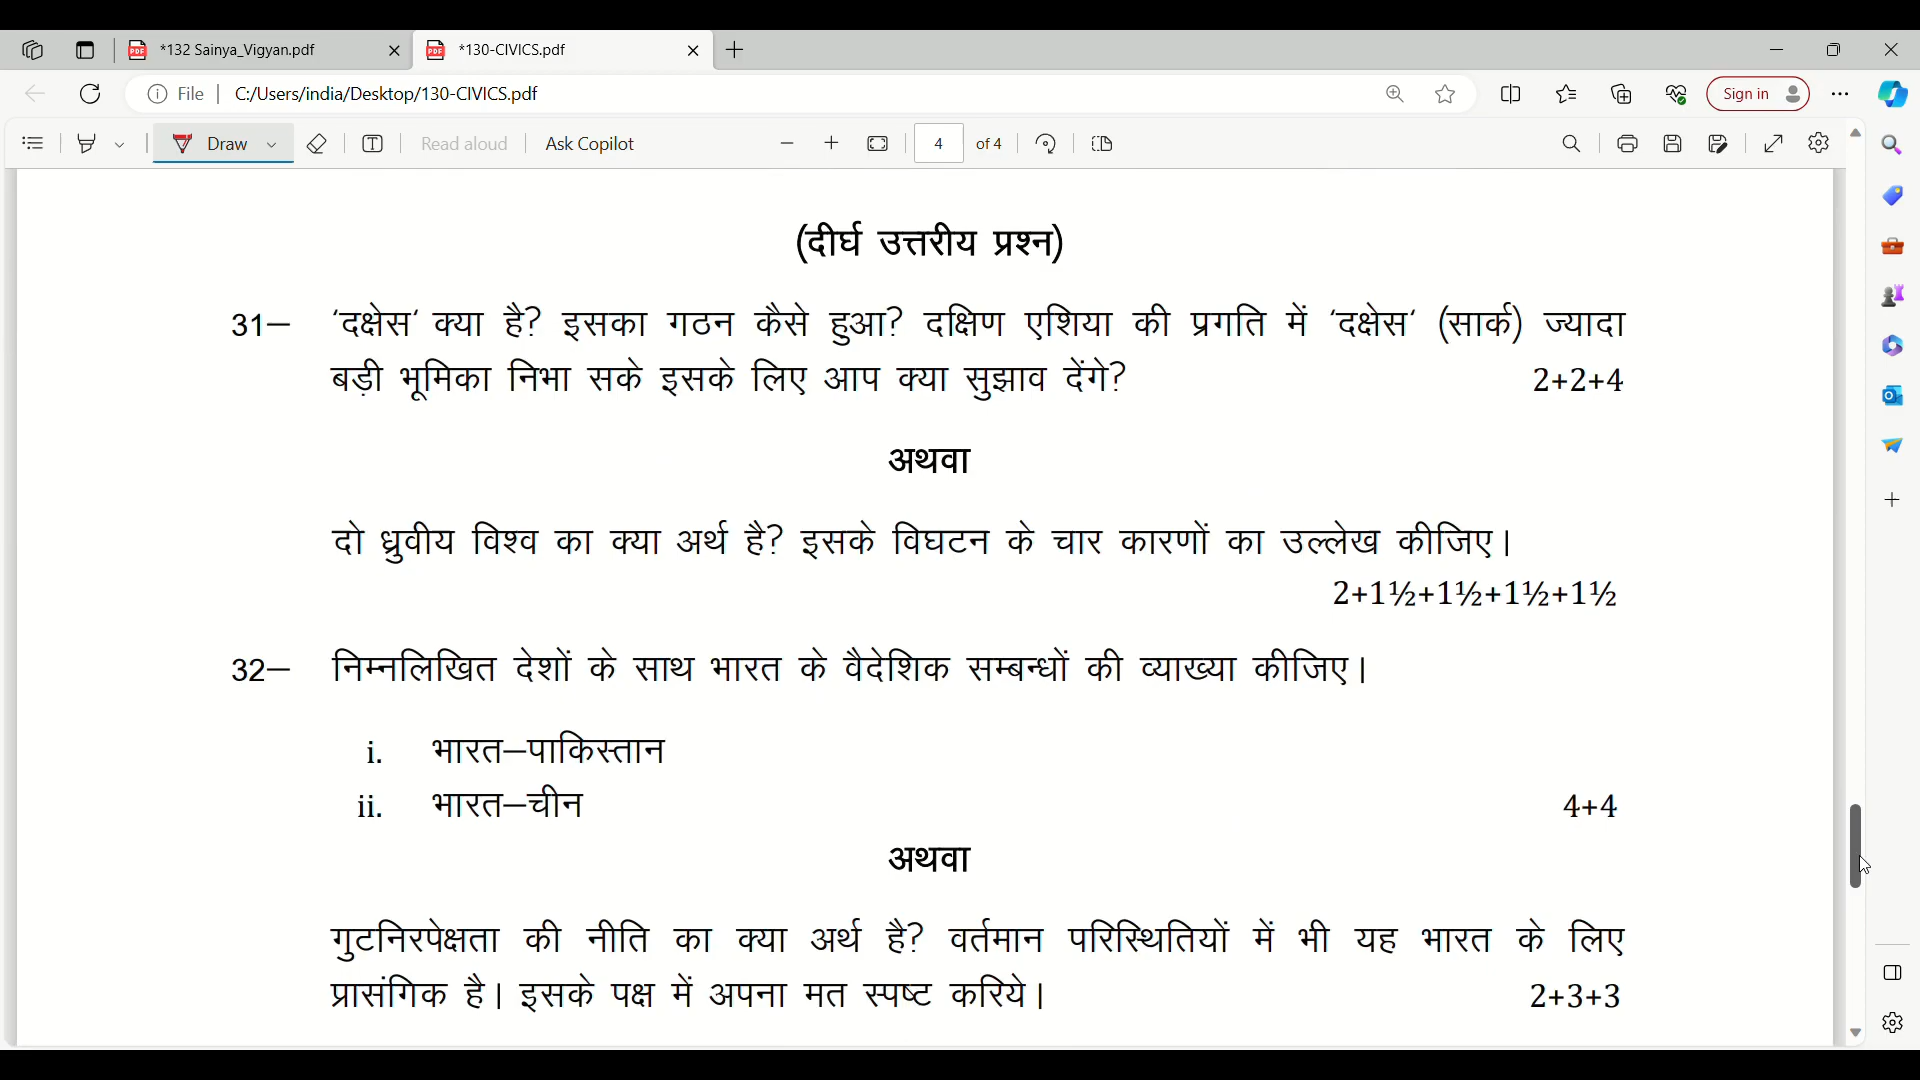 *132 Sainya_Vigyan.pdf
*130-CIVICS.pdf
File
C:/Users/india/Desktop/130-CIVICS.pdf
Sign in
Draw
Read aloud
Ask Copilot
4
of 4
(दीर्घ उत्तरीय प्रश्न)
31— 'दक्षेस' क्या है? इसका गठन कैसे हुआ? दक्षिण एशिया की प्रगति में 'दक्षेस' (सार्क) ज्यादा
बड़ी भूमिका निभा सके इसके लिए आप क्या सुझाव देंगे? 2+2+4
अथवा
दो ध्रुवीय विश्व का क्या अर्थ है? इसके विघटन के चार कारणों का उल्लेख कीजिए।
2+1½+1½+1½+1½
32— निम्नलिखित देशों के साथ भारत के वैदेशिक सम्बन्धों की व्याख्या कीजिए।
i. भारत—पाकिस्तान
ii. भारत—चीन 4+4
अथवा
गुटनिरपेक्षता की नीति का क्या अर्थ है? वर्तमान परिस्थितियों में भी यह भारत के लिए
प्रासंगिक है। इसके पक्ष में अपना मत स्पष्ट करिये। 2+3+3